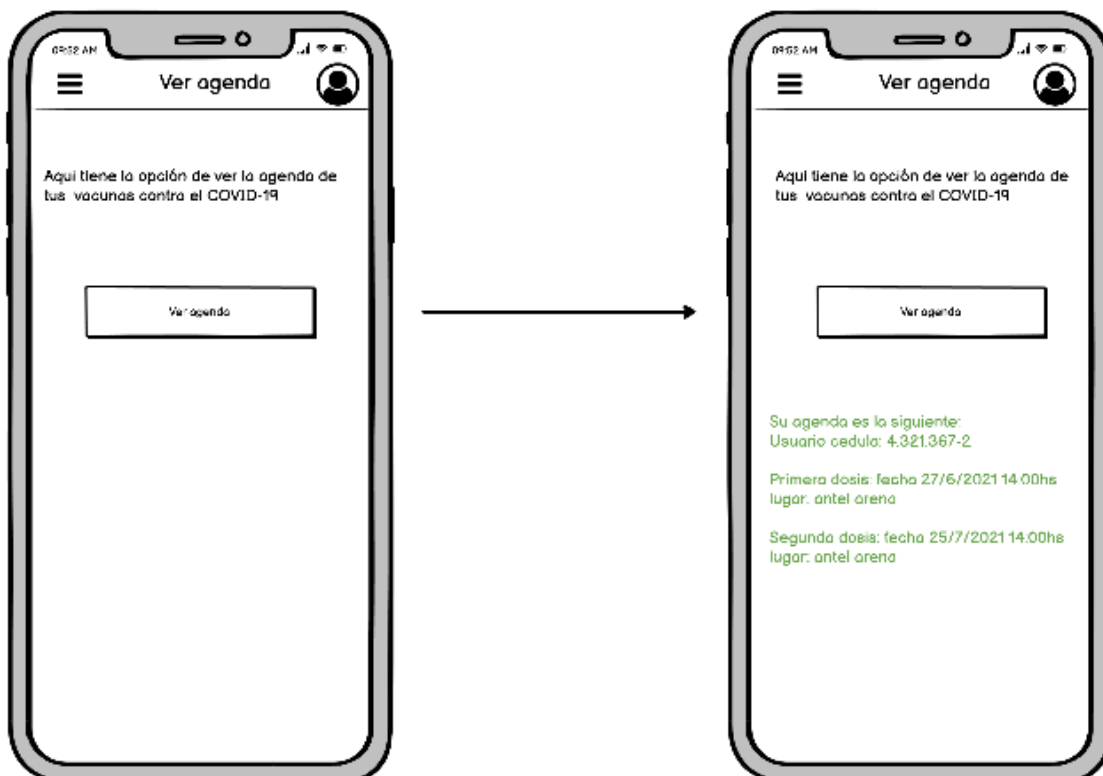 09:52 AM
Ver agenda
Aqui tiene la opción de ver la agenda de
tus vacunas contra el COVID-19
Ver agenda
09:52 AM
Ver agenda
Aqui tiene la opción de ver la agenda de
tus vacunas contra el COVID-19
Ver agenda
Su agenda es la siguiente:
Usuario cedula: 4.321.367-2
Primera dosis: fecha 27/6/2021 14:00hs
lugar: antel arena
Segunda dosis: fecha 25/7/2021 14:00hs
lugar: antel arena